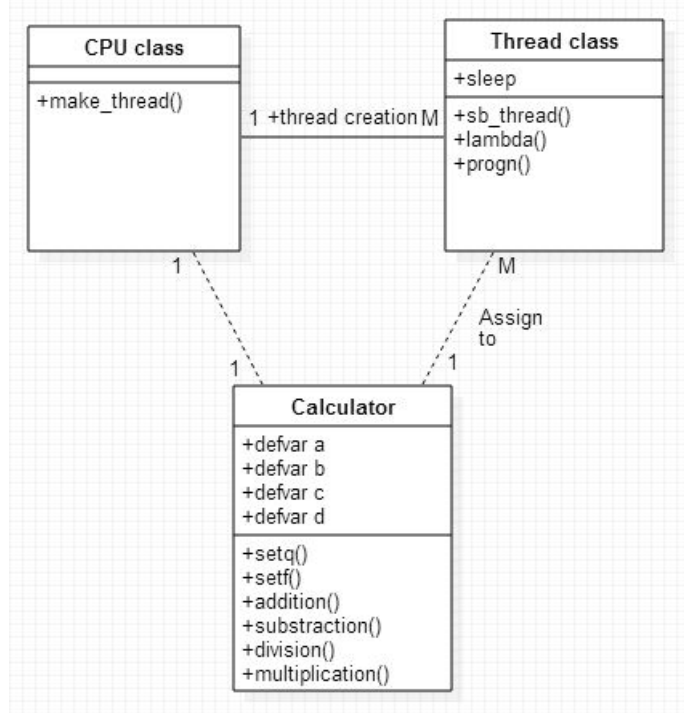 CPU class
+make_thread()
Thread class
+sleep
+sb_thread()
+lambda()
+progn()
1 +thread creation M
1
M
Assign
to
1
1
Calculator
+defvar a
+defvar b
+defvar c
+defvar d
+setq()
+setf()
+addition()
+substraction()
+division()
+multiplication()